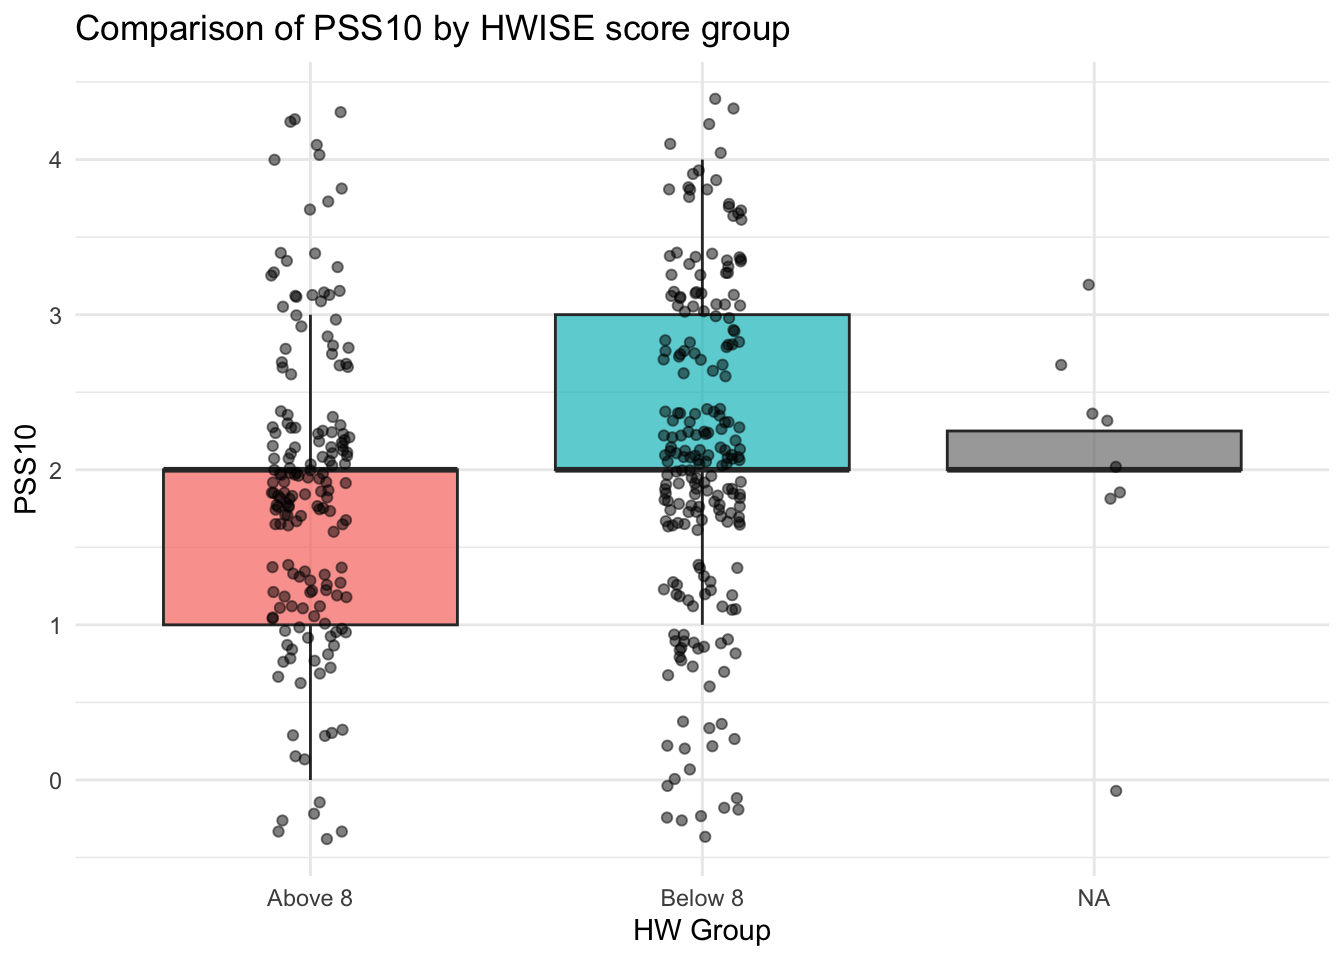 Comparison of PSS10 by HWISE score group
PSS10
4
3
2
1
0
Above 8
Below 8
NA
HW Group